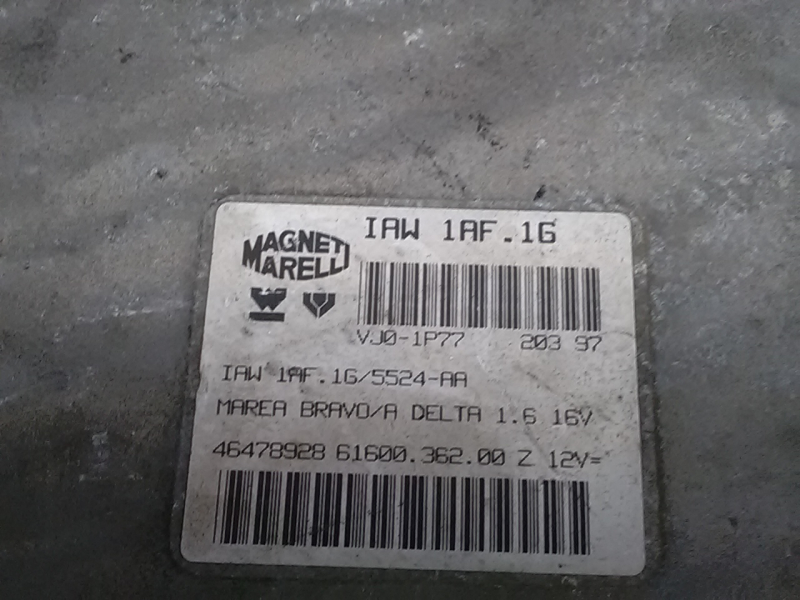 IAW 1AF.1G
MAGNETI
MARELLI
VJ0-1P77 203 97
IAW 1AF.1G/5524-AA
MAREA BRAVO/A DELTA 1.6 16V
46478928 61600.362.00 Z 12V=